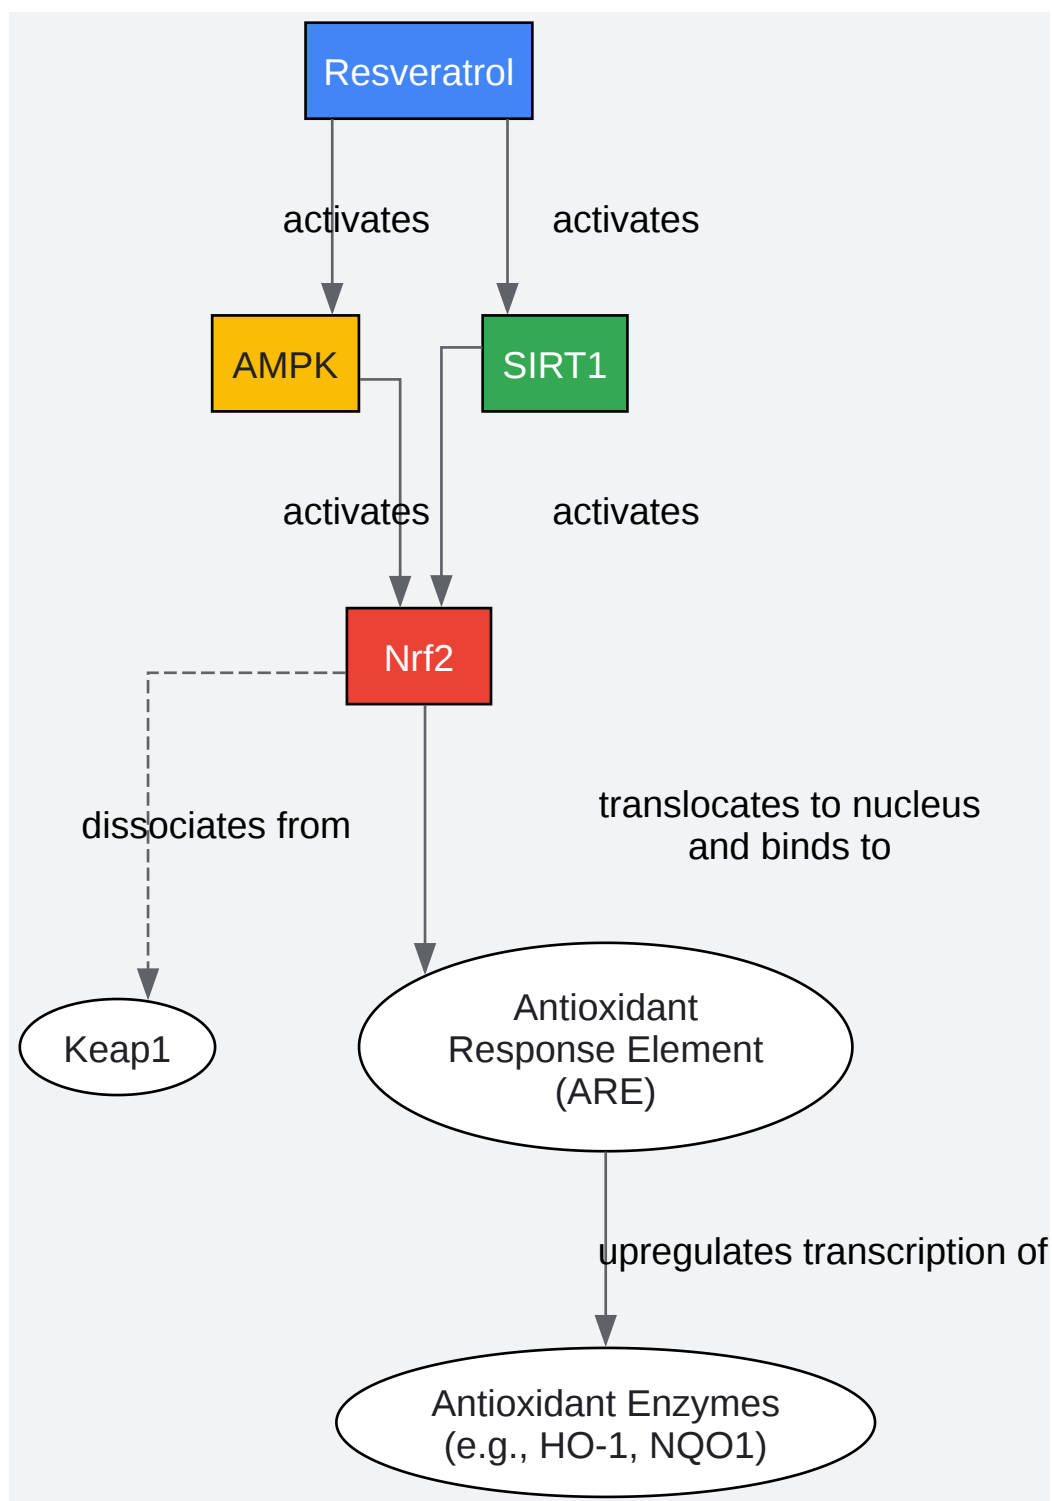 Resveratrol
activates
activates
AMPK
SIRT1
activates
activates
Nrf2
dissociates from
translocates to nucleus
and binds to
Keap1
Antioxidant
Response Element
(ARE)
upregulates transcription of
Antioxidant Enzymes
(e.g., HO-1, NQO1)